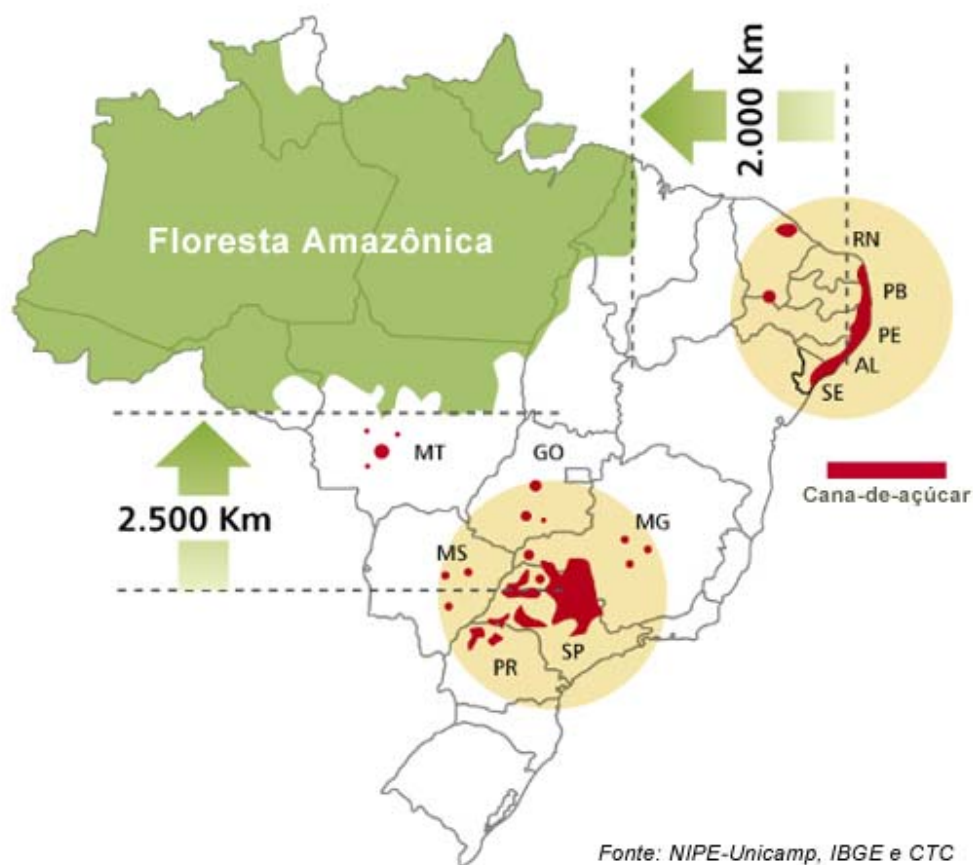 2.000 Km
Floresta Amazônica
RN
PB
PE
AL
SE
Cana-de-açúcar
MT
GO
2.500 Km
MS
MG
SP
PR
Fonte: NIPE-Unicamp, IBGE e CTC